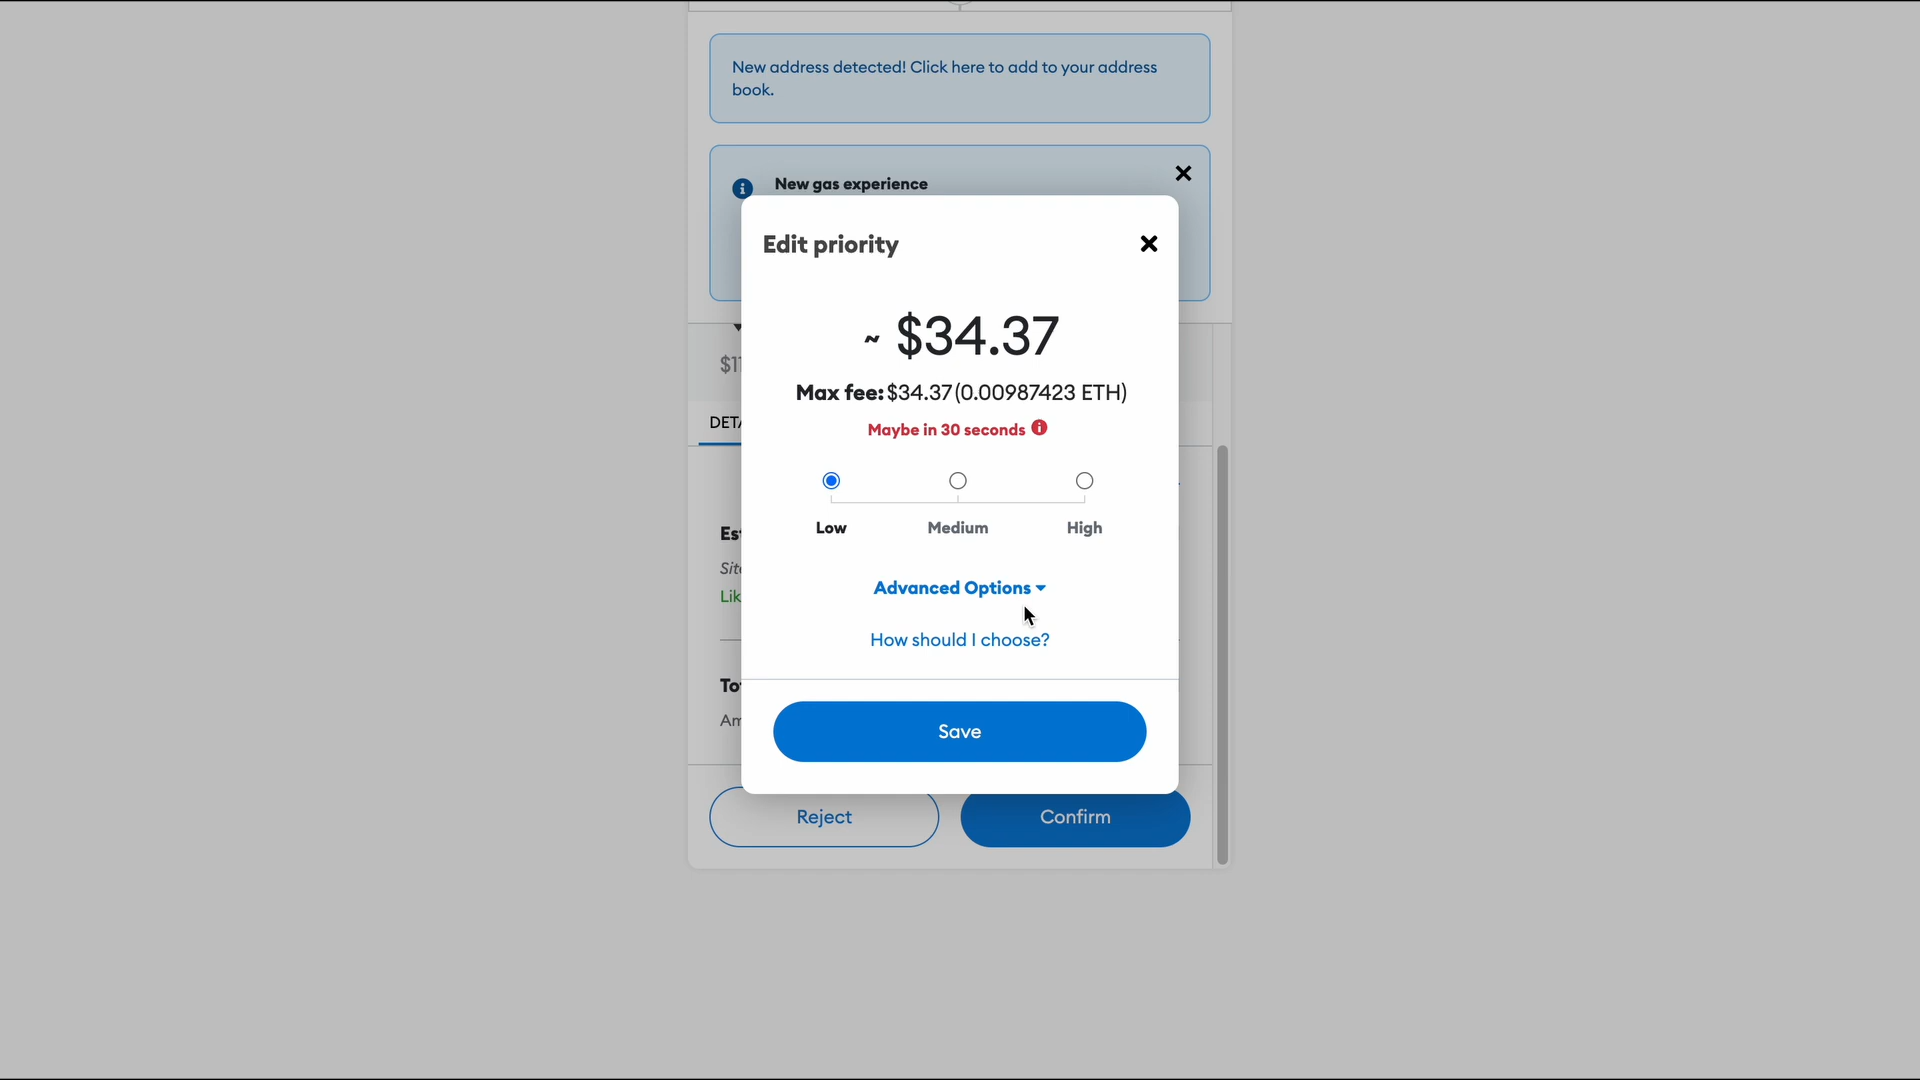 New address detected! Click here to add to your address
book.
New gas experience
Edit priority
~ $34.37
Max fee: $34.37(0.00987423 ETH)
Maybe in 30 seconds
Low Medium High
Advanced Options
How should I choose?
Save
Reject Confirm